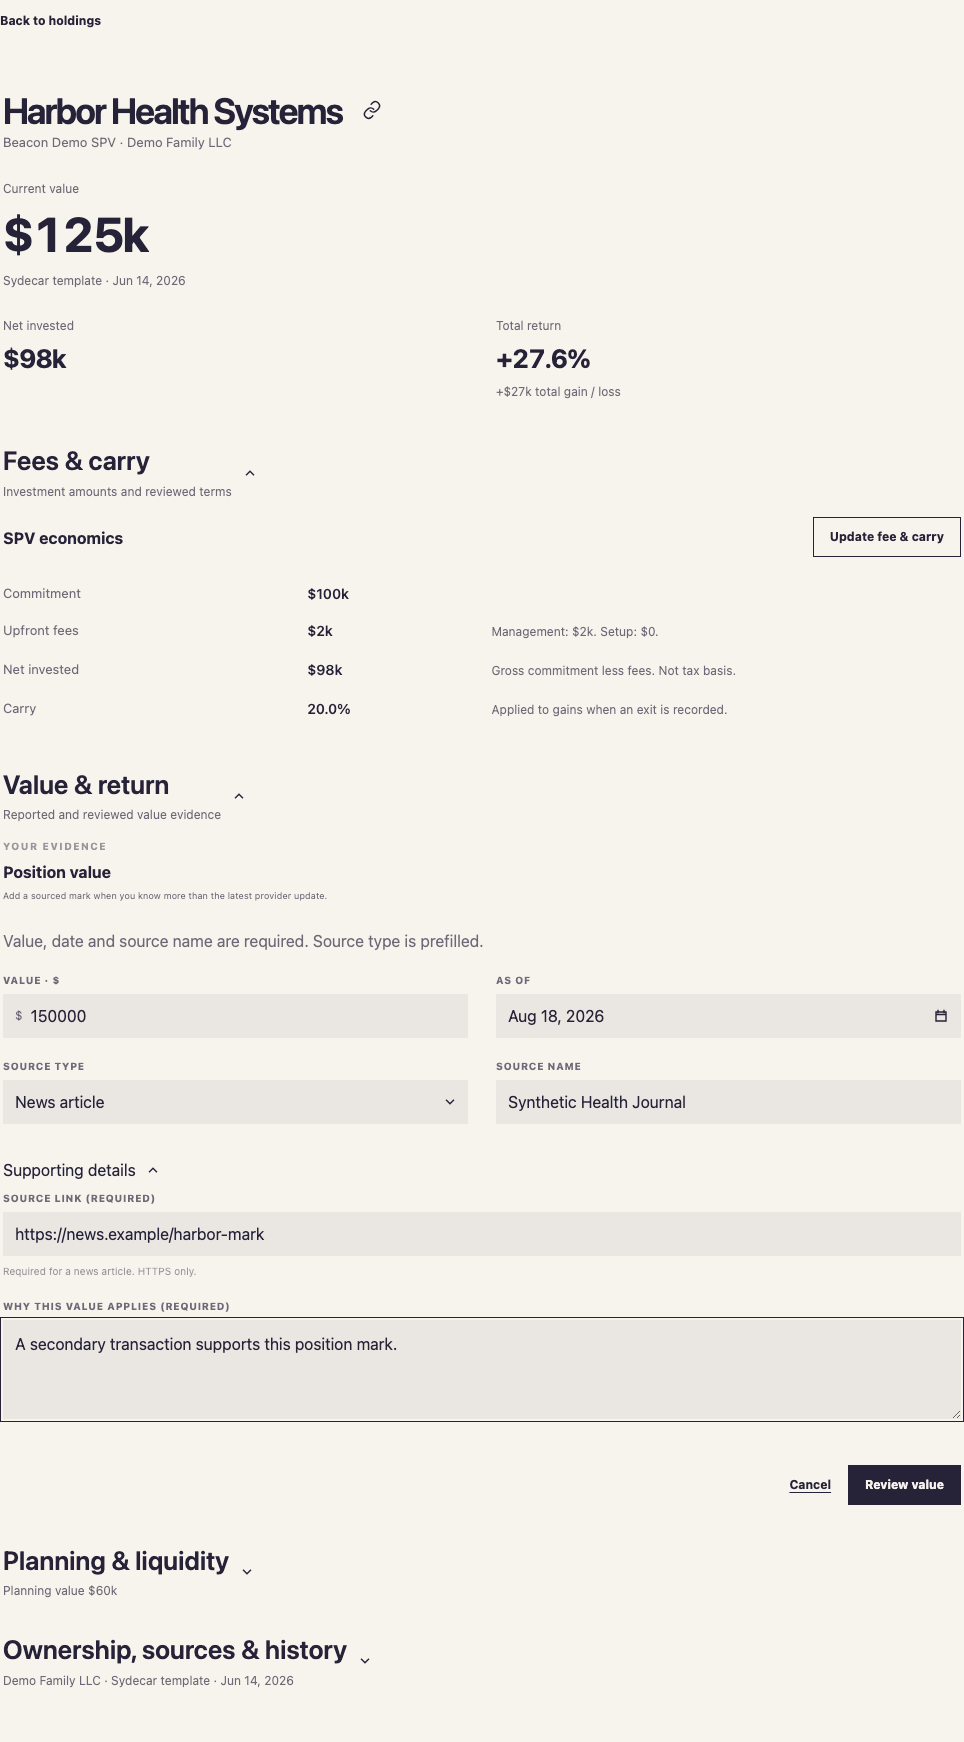 Back to holdings
Harbor Health Systems
Beacon Demo SPV · Demo Family LLC
Current value
$125k
Sydecar template · Jun 14, 2026
Net invested
$98k
Total return
+27.6%
+$27k total gain / loss
Fees & carry
Investment amounts and reviewed terms
SPV economics
Update fee & carry
Commitment $100k
Upfront fees $2k Management: $2k. Setup: $0.
Net invested $98k Gross commitment less fees. Not tax basis.
Carry 20.0% Applied to gains when an exit is recorded.
Value & return
Reported and reviewed value evidence
YOUR EVIDENCE
Position value
Add a sourced mark when you know more than the latest provider update.
Value, date and source name are required. Source type is prefilled.
VALUE · $
$ 150000
AS OF
Aug 18, 2026
SOURCE TYPE
News article
SOURCE NAME
Synthetic Health Journal
Supporting details
SOURCE LINK (REQUIRED)
https://news.example/harbor-mark
Required for a news article. HTTPS only.
WHY THIS VALUE APPLIES (REQUIRED)
A secondary transaction supports this position mark.
Cancel
Review value
Planning & liquidity
Planning value $60k
Ownership, sources & history
Demo Family LLC · Sydecar template · Jun 14, 2026